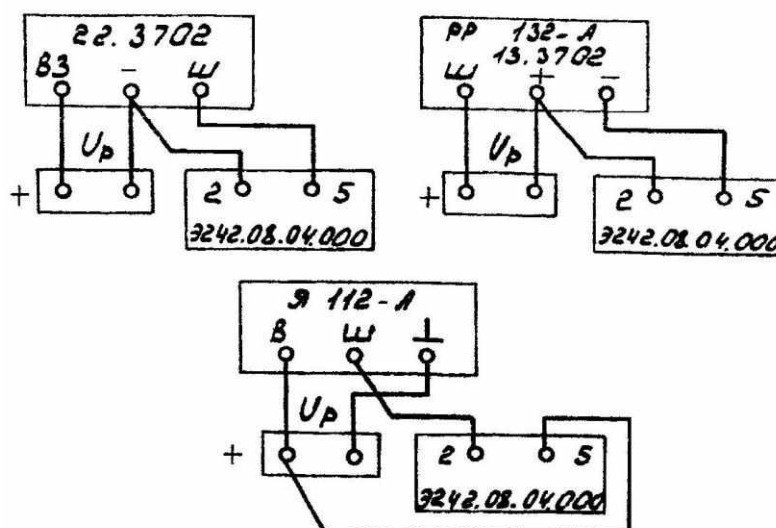 22.3702
ВЗ - Ш
Uр
+
2 5
Э242.08.04.000
РР 132-А
13.3702
Ш + -
Uр
+
2 5
Э242.08.04.000
Я 112-А
В Ш ⊥
Uр
+
2 5
Э242.08.04.000